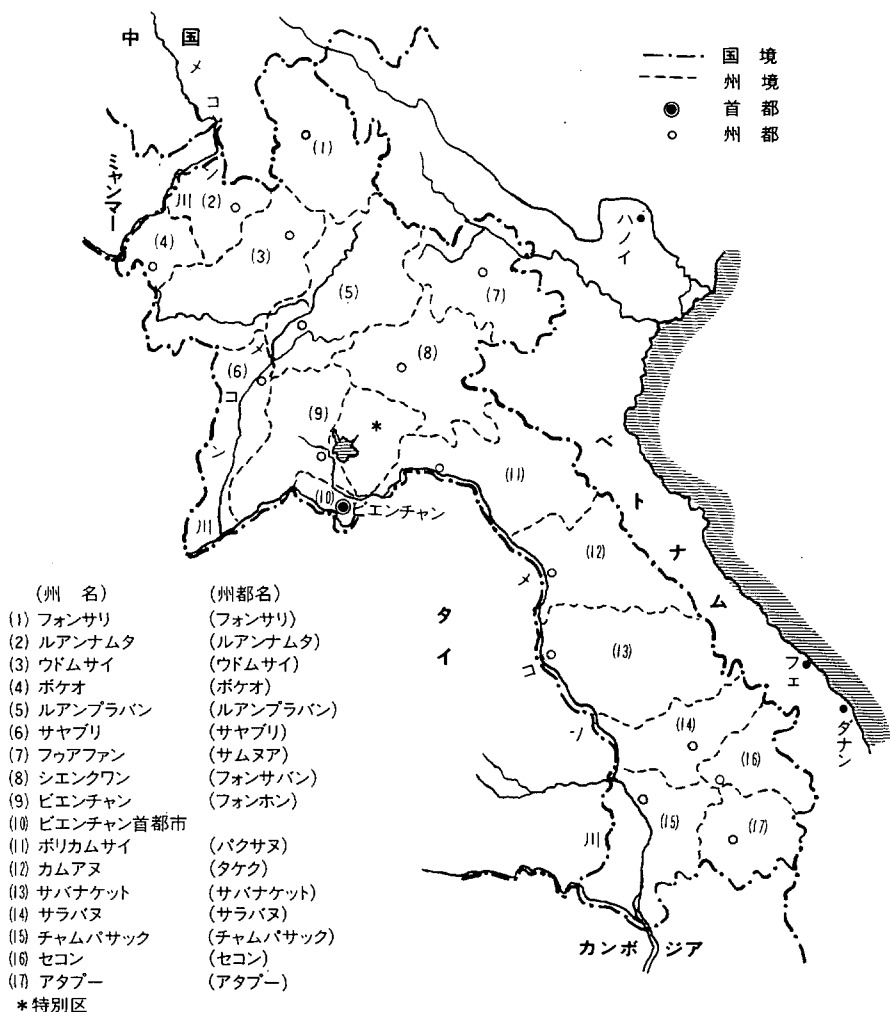 中国
メコン川
ミャンマー
国境
州境
首都
州都
ハノイ
(1)
(2)
(3)
(4)
(5)
(6)
(7)
(8)
(9)
*
(10)
ビエンチャン
(11)
(12)
(13)
(14)
(15)
(16)
(17)
メコン川
ベトナム
タイ
メコン川
フェ
ダナン
カンボジア
(州名) (州都名)
(1) フォンサリ (フォンサリ)
(2) ルアンナムタ (ルアンナムタ)
(3) ウドムサイ (ウドムサイ)
(4) ボケオ (ボケオ)
(5) ルアンプラバン (ルアンプラバン)
(6) サヤブリ (サヤブリ)
(7) フゥアファン (サムヌア)
(8) シエンクワン (フォンサバン)
(9) ビエンチャン (フォンホン)
(10) ビエンチャン首都市
(11) ボリカムサイ (パクサヌ)
(12) カムアヌ (タケク)
(13) サバナケット (サバナケット)
(14) サラバヌ (サラバヌ)
(15) チャムパサック (チャムパサック)
(16) セコン (セコン)
(17) アタプー (アタプー)
*特別区